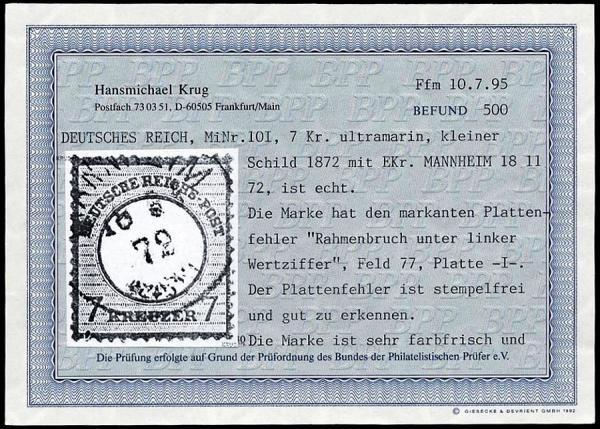 Hansmichael Krug
Postfach 73 03 51, D-60505 Frankfurt/Main
Ffm 10.7.95
BEFUND 500
DEUTSCHES REICH, MiNr.10I, 7 Kr. ultramarin, kleiner
Schild 1872 mit EKr. MANNHEIM 18 11
72, ist echt.
Die Marke hat den markanten Platten-
fehler "Rahmenbruch unter linker
Wertziffer", Feld 77, Platte -I-.
Der Plattenfehler ist stempelfrei
und gut zu erkennen.
Die Marke ist sehr farbfrisch und
DEUTSCHE REICHS-POST
72
7 KREUZER 7
Die Prüfung erfolgte auf Grund der Prüfordnung des Bundes der Philatelistischen Prüfer e.V.
© GIESECKE & DEVRIENT GMBH 1992